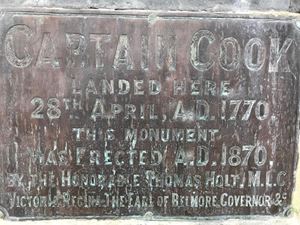 CAPTAIN COOK
LANDED HERE
28TH APRIL, A.D. 1770.
THIS MONUMENT
WAS ERECTED A.D. 1870.
BY THE HONORABLE THOMAS HOLT, M.L.C.
VICTORIA REGINA THE EARL OF BELMORE GOVERNOR &c